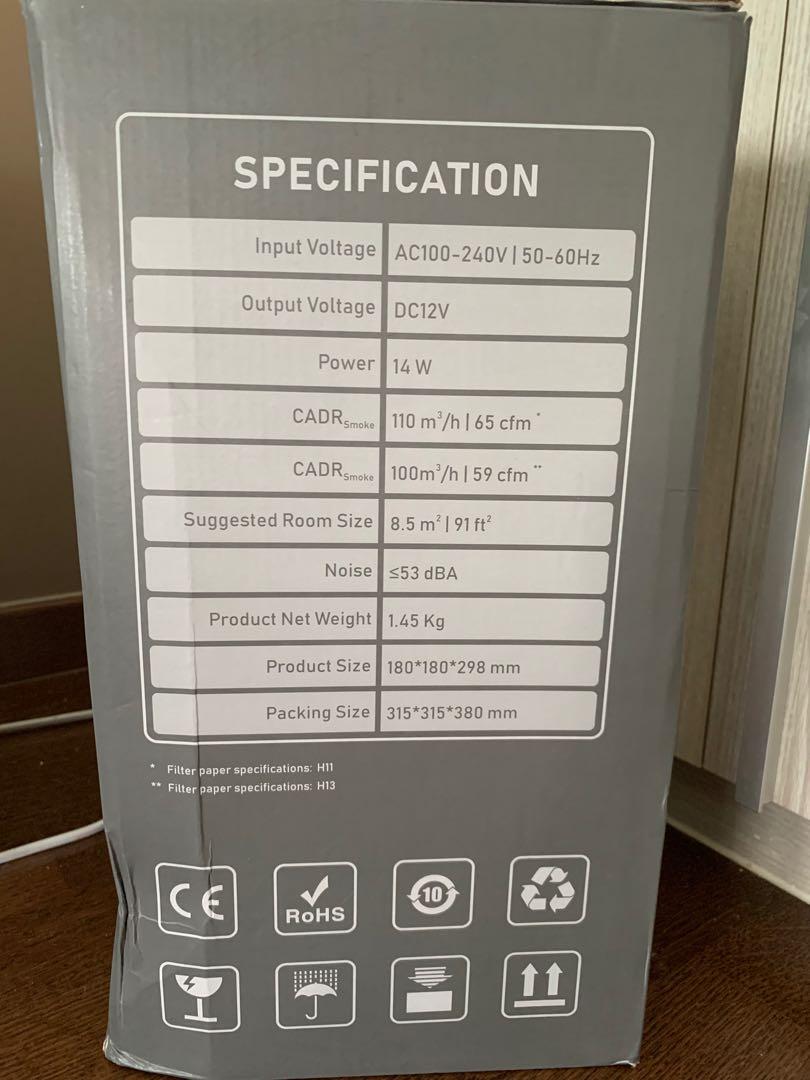 SPECIFICATION
Input Voltage AC100-240V | 50-60Hz
Output Voltage DC12V
Power 14 W
CADRSmoke 110 m³/h | 65 cfm *
CADRSmoke 100m³/h | 59 cfm **
Suggested Room Size 8.5 m² | 91 ft²
Noise ≤53 dBA
Product Net Weight 1.45 Kg
Product Size 180*180*298 mm
Packing Size 315*315*380 mm
* Filter paper specifications: H11
** Filter paper specifications: H13
CE RoHS 10